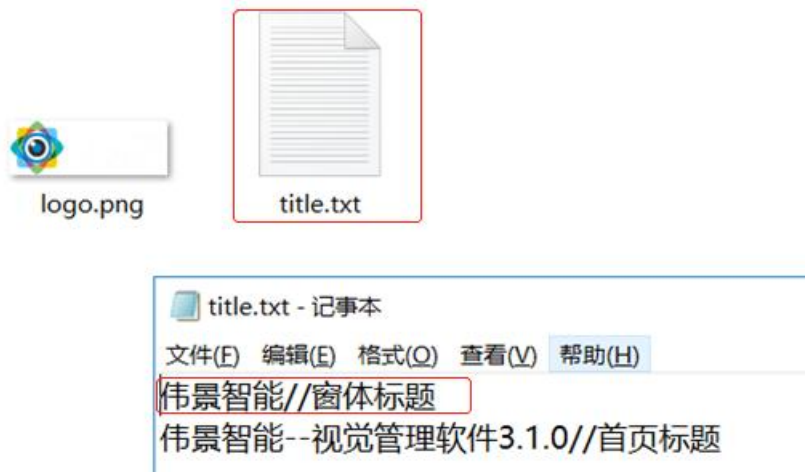 logo.png
title.txt
title.txt - 记事本
文件(F) 编辑(E) 格式(O) 查看(V) 帮助(H)
伟景智能//窗体标题
伟景智能--视觉管理软件3.1.0//首页标题